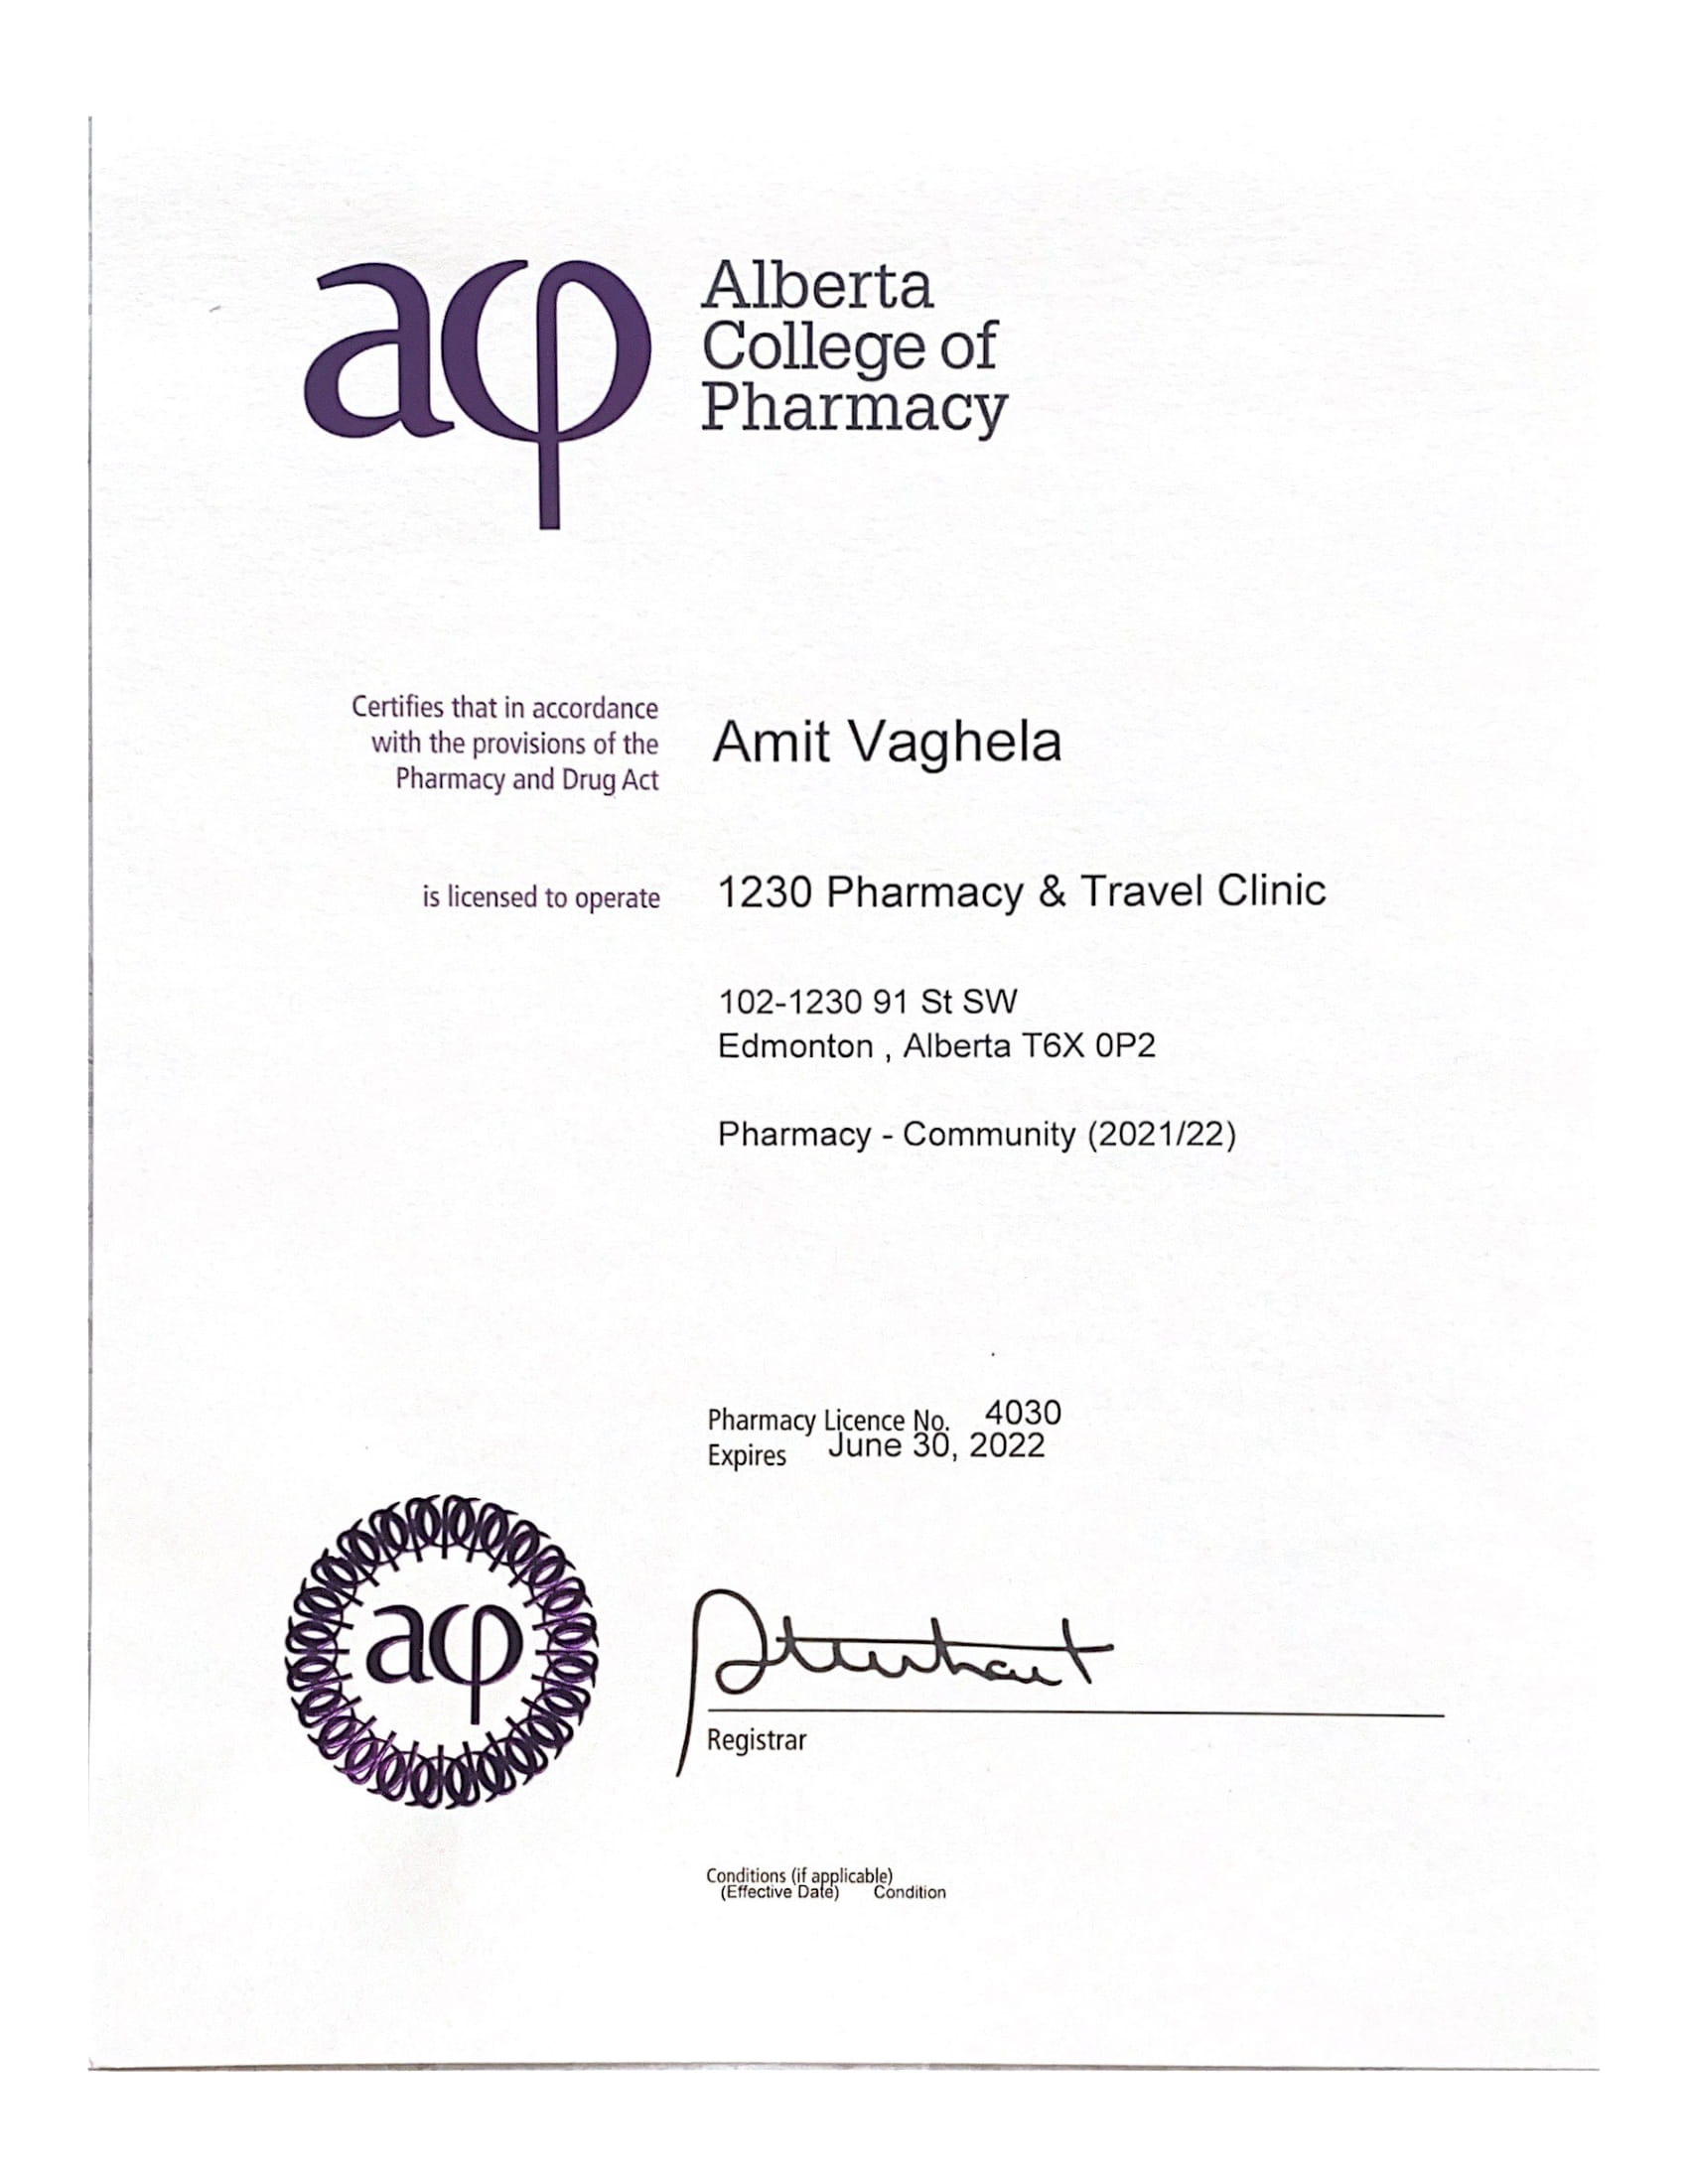 acp
Alberta
College of
Pharmacy
Certifies that in accordance
with the provisions of the
Pharmacy and Drug Act
Amit Vaghela
is licensed to operate
1230 Pharmacy & Travel Clinic
102-1230 91 St SW
Edmonton , Alberta T6X 0P2
Pharmacy - Community (2021/22)
Pharmacy Licence No. 4030
Expires June 30, 2022
acp
Registrar
Conditions (if applicable)
(Effective Date) Condition